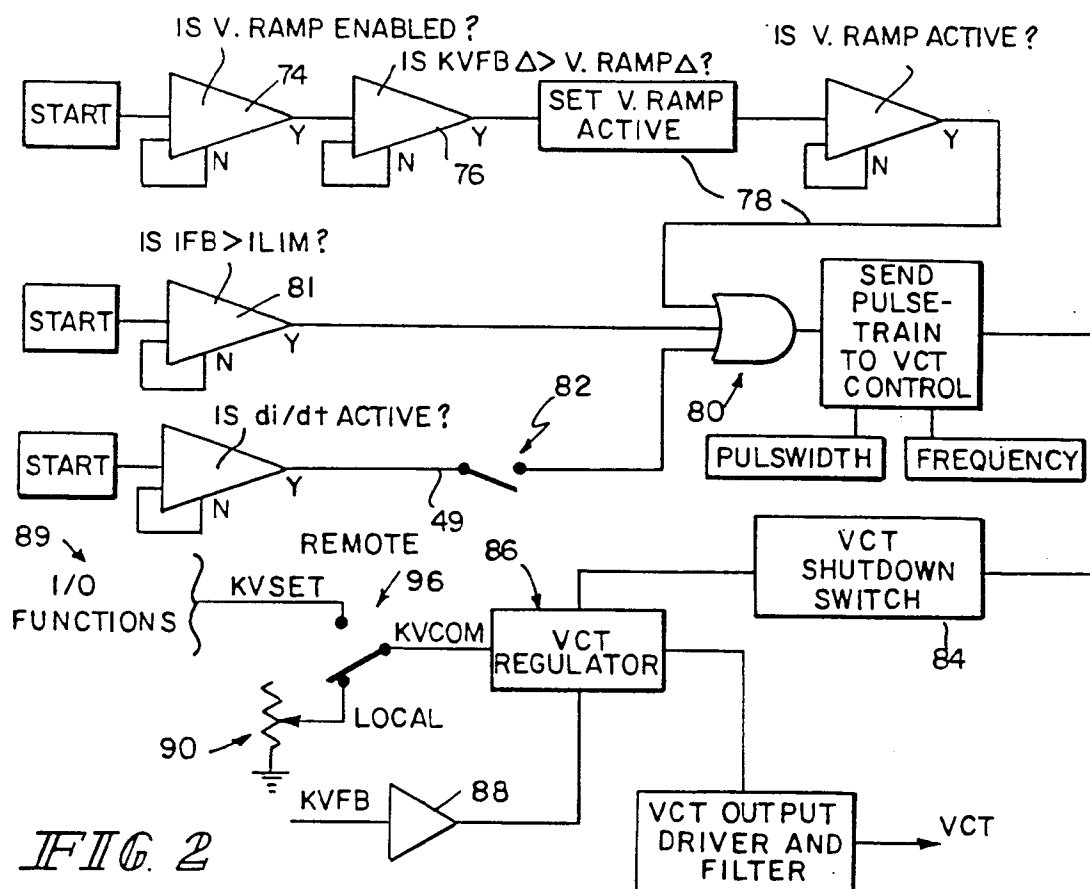 IS V. RAMP ENABLED?
IS KVFB Δ > V. RAMP Δ?
IS V. RAMP ACTIVE?
START
74
Y
N
76
Y
N
SET V. RAMP
ACTIVE
Y
N
78
IS IFB > ILIM?
START
81
Y
N
80
SEND
PULSE-
TRAIN
TO VCT
CONTROL
PULSWIDTH
FREQUENCY
IS di/dt ACTIVE?
START
Y
N
49
82
89
I/O
FUNCTIONS
KVSET
REMOTE
96
KVCOM
LOCAL
90
86
VCT
REGULATOR
VCT
SHUTDOWN
SWITCH
84
KVFB
88
VCT OUTPUT
DRIVER AND
FILTER
VCT
FIG. 2